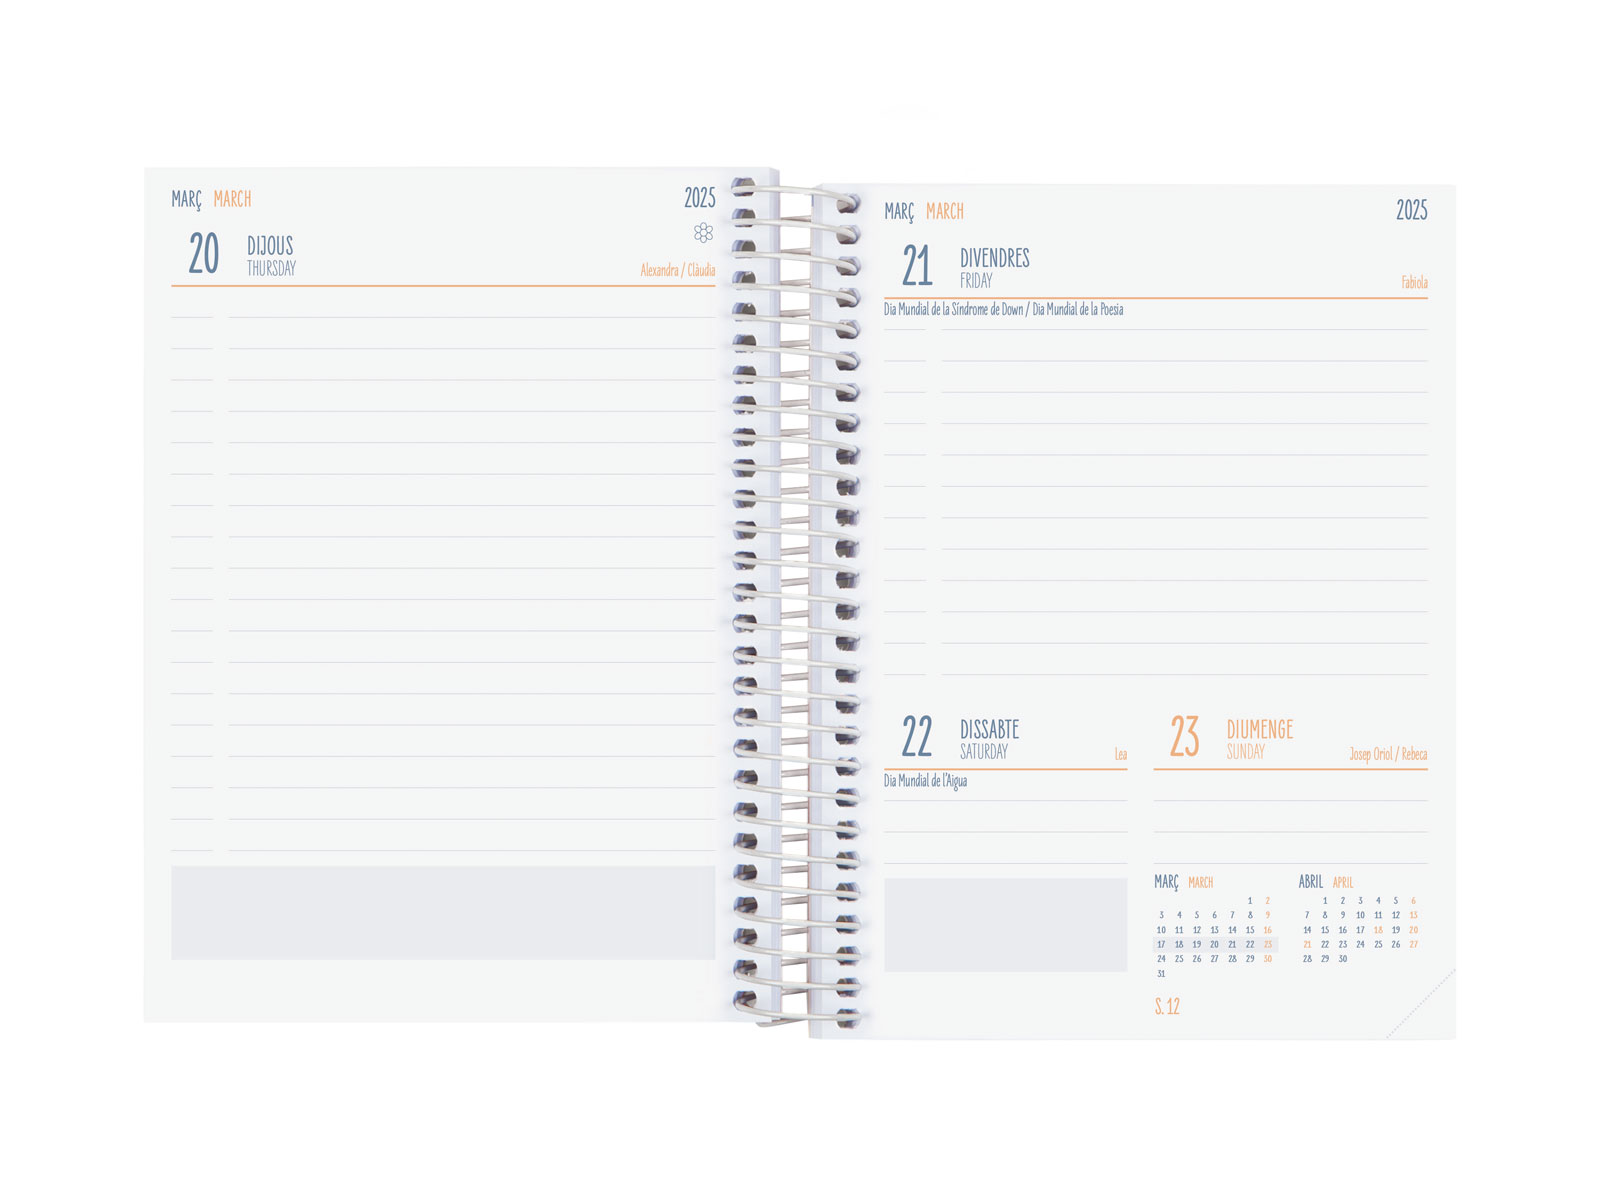 MARÇ MARCH 2025
20 DIJOUS
THURSDAY
Alexandra / Clàudia
MARÇ MARCH 2025
21 DIVENDRES
FRIDAY
Fabiola
Dia Mundial de la Síndrome de Down / Dia Mundial de la Poesia
22 DISSABTE
SATURDAY
Lea
Dia Mundial de l'Aigua
23 DIUMENGE
SUNDAY
Josep Oriol / Rebeca
MARÇ MARCH
1 2
3 4 5 6 7 8 9
10 11 12 13 14 15 16
17 18 19 20 21 22 23
24 25 26 27 28 29 30
31
ABRIL APRIL
1 2 3 4 5 6
7 8 9 10 11 12 13
14 15 16 17 18 19 20
21 22 23 24 25 26 27
28 29 30
S. 12